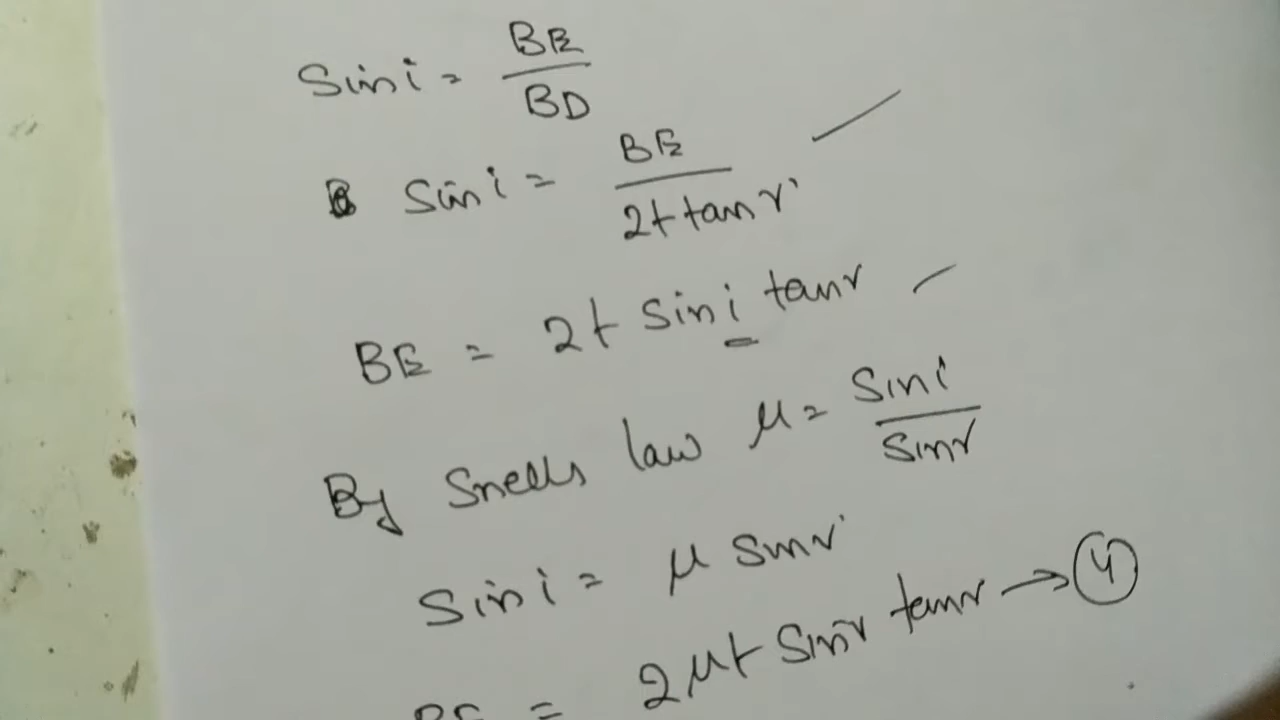 Sin i = BE / BD
Sin i = BE / 2t tan r
BE = 2t Sin i tan r
By Snells law μ = Sin i / Sin r
Sin i = μ Sin r
BE = 2μt Sin r tan r → 4